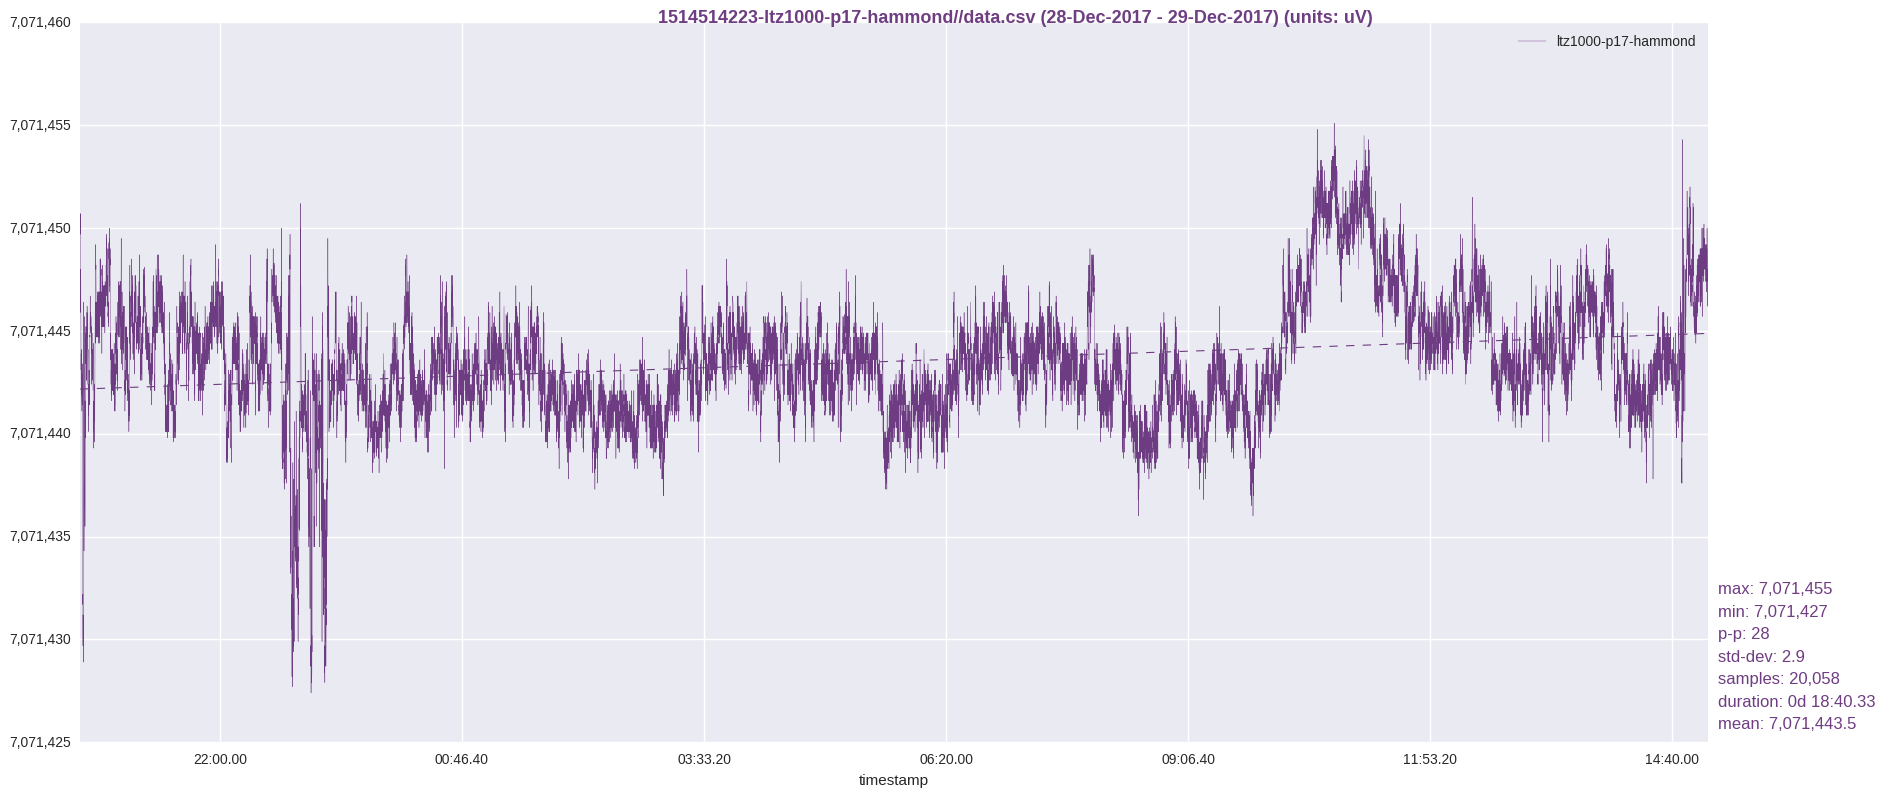 1514514223-ltz1000-p17-hammond//data.csv (28-Dec-2017 - 29-Dec-2017) (units: uV)
ltz1000-p17-hammond
7,071,460
7,071,455
7,071,450
7,071,445
7,071,440
7,071,435
7,071,430
7,071,425
max: 7,071,455
min: 7,071,427
p-p: 28
std-dev: 2.9
samples: 20,058
duration: 0d 18:40.33
mean: 7,071,443.5
22:00.00 00:46.40 03:33.20 06:20.00 09:06.40 11:53.20 14:40.00
timestamp